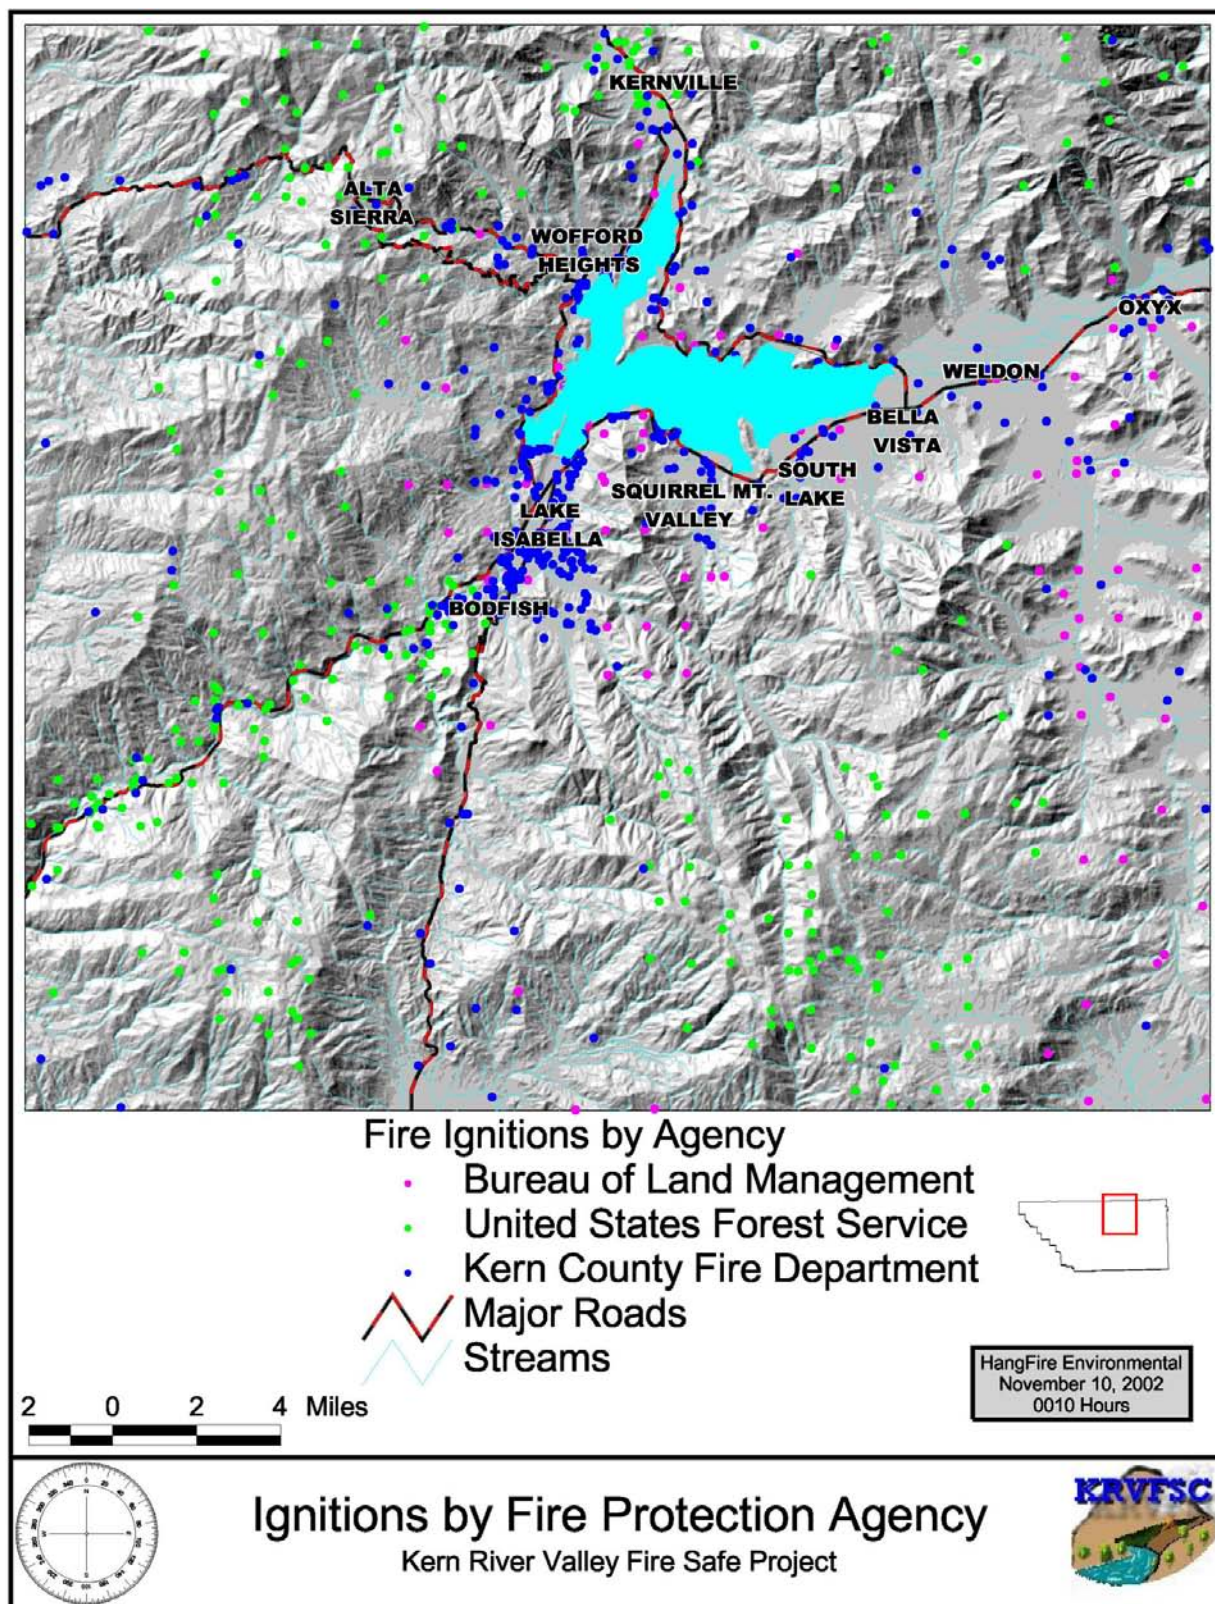 KERNVILLE
ALTA
SIERRA
WOFFORD
HEIGHTS
OXYX
WELDON
BELLA
VISTA
SOUTH
LAKE
SQUIRREL MT.
VALLEY
LAKE
ISABELLA
BODFISH
Fire Ignitions by Agency
Bureau of Land Management
United States Forest Service
Kern County Fire Department
Major Roads
Streams
HangFire Environmental
November 10, 2002
0010 Hours
2 0 2 4 Miles
KRVFSC
Ignitions by Fire Protection Agency
Kern River Valley Fire Safe Project
N
W
S